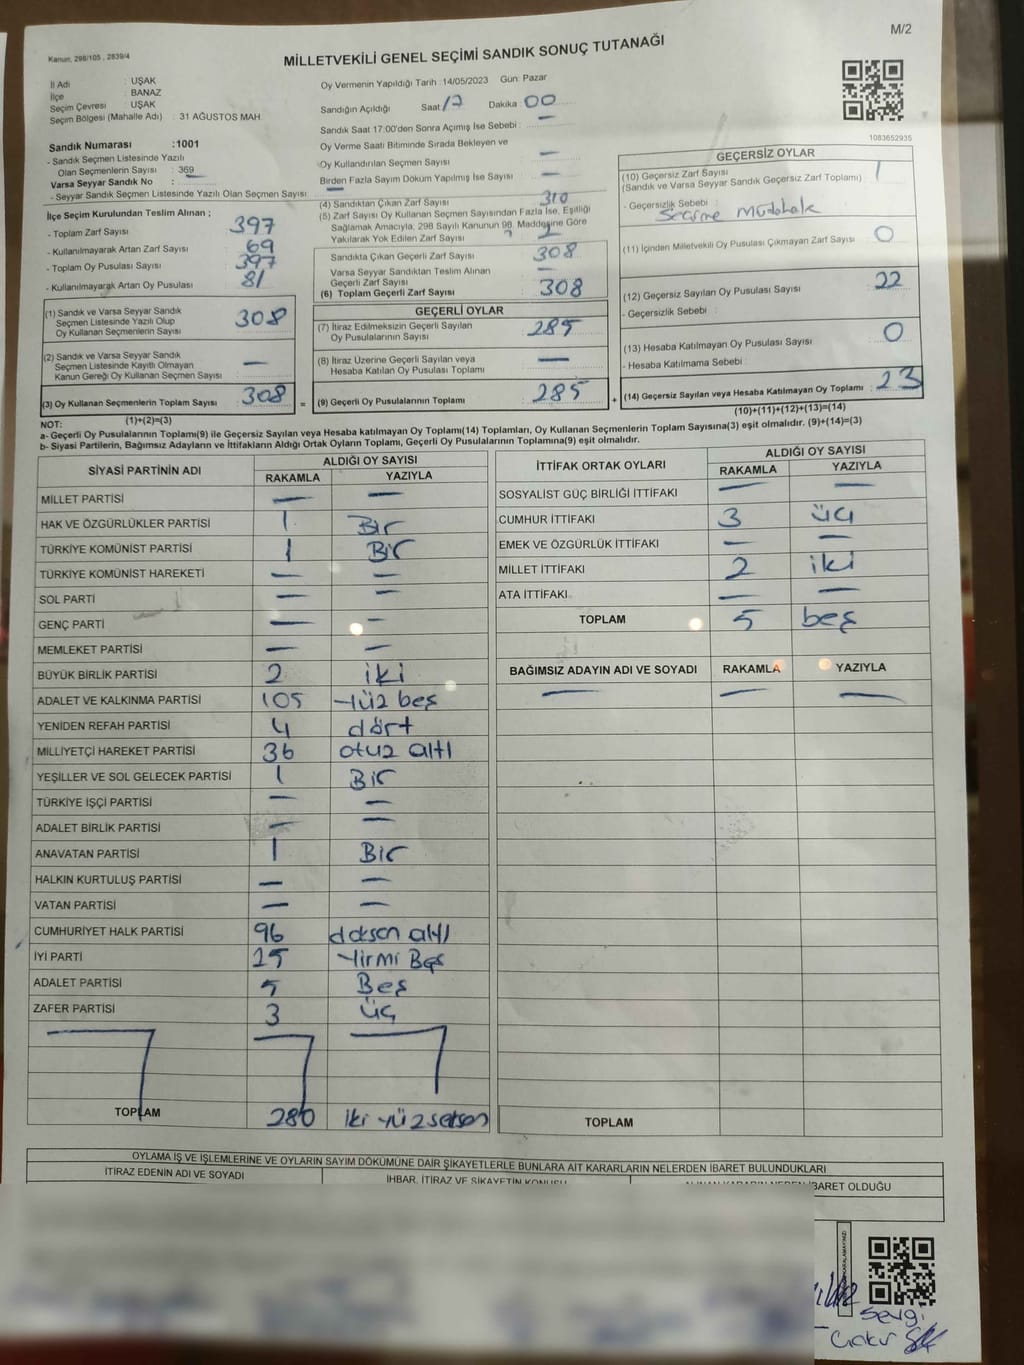 M/2
Kanun, 298/105 , 2839/4
MİLLETVEKİLİ GENEL SEÇİMİ SANDIK SONUÇ TUTANAĞI
İl Adı : UŞAK
İlçe : BANAZ
Seçim Çevresi : UŞAK
Seçim Bölgesi (Mahalle Adı) : 31 AĞUSTOS MAH.
Sandık Numarası :1001
- Sandık Seçmen Listesinde Yazılı
Olan Seçmenlerin Sayısı : 369
Varsa Seyyar Sandık No : —
- Seyyar Sandık Seçmen Listesinde Yazılı Olan Seçmen Sayısı —
İlçe Seçim Kurulundan Teslim Alınan ;
- Toplam Zarf Sayısı 397
- Kullanılmayarak Artan Zarf Sayısı 69
- Toplam Oy Pusulası Sayısı 397
- Kullanılmayarak Artan Oy Pusulası 81
(1) Sandık ve Varsa Seyyar Sandık
Seçmen Listesinde Yazılı Olup
Oy Kullanan Seçmenlerin Sayısı 308
(2) Sandık ve Varsa Seyyar Sandık
Seçmen Listesinde Kayıtlı Olmayan
Kanun Gereği Oy Kullanan Seçmen Sayısı —
(3) Oy Kullanan Seçmenlerin Toplam Sayısı : 308 =
(1)+(2)=(3)
Oy Vermenin Yapıldığı Tarih :14/05/2023 Gün: Pazar
Sandığın Açıldığı Saat 17 Dakika 00
Sandık Saat 17:00'den Sonra Açımış İse Sebebi : —
Oy Verme Saati Bitiminde Sırada Bekleyen ve
Oy Kullandırılan Seçmen Sayısı —
Birden Fazla Sayım Döküm Yapılmış İse Sayısı : —
(4) Sandıktan Çıkan Zarf Sayısı 310
(5) Zarf Sayısı Oy Kullanan Seçmen Sayısından Fazla İse, Eşitliği
Sağlamak Amacıyla, 298 Sayılı Kanunun 98. Maddesine Göre
Yakılarak Yok Edilen Zarf Sayısı 2
Sandıkta Çıkan Geçerli Zarf Sayısı 308
Varsa Seyyar Sandıktan Teslim Alınan
Geçerli Zarf Sayısı —
(6) Toplam Geçerli Zarf Sayısı : 308
GEÇERLİ OYLAR
(7) İtiraz Edilmeksizin Geçerli Sayılan
Oy Pusulalarının Sayısı : 285
(8) İtiraz Üzerine Geçerli Sayılan veya
Hesaba Katılan Oy Pusulası Toplamı —
(9) Geçerli Oy Pusulalarının Toplamı : 285 +
1083652935
GEÇERSİZ OYLAR
(10) Geçersiz Zarf Sayısı 1
(Sandık ve Varsa Seyyar Sandık Geçersiz Zarf Toplamı)
- Geçersizlik Sebebi :
(11) İçinden Milletvekili Oy Pusulası Çıkmayan Zarf Sayısı 0
(12) Geçersiz Sayılan Oy Pusulası Sayısı 22
- Geçersizlik Sebebi :
(13) Hesaba Katılmayan Oy Pusulası Sayısı 0
- Hesaba Katılmama Sebebi :
(14) Geçersiz Sayılan veya Hesaba Katılmayan Oy Toplamı : 23
(10)+(11)+(12)+(13)=(14)
NOT:
a- Geçerli Oy Pusulalarının Toplamı(9) ile Geçersiz Sayılan veya Hesaba Katılmayan Oy Toplamı(14) Toplamları, Oy Kullanan Seçmenlerin Toplam Sayısına(3) eşit olmalıdır. (9)+(14)=(3)
b- Siyasi Partilerin, Bağımsız Adayların ve İttifakların Aldığı Ortak Oyların Toplamı, Geçerli Oy Pusulalarının Toplamına(9) eşit olmalıdır.
SİYASİ PARTİNİN ADI ALDIĞI OY SAYISI
RAKAMLA YAZIYLA
MİLLET PARTİSİ — —
HAK VE ÖZGÜRLÜKLER PARTİSİ 1 Bir
TÜRKİYE KOMÜNİST PARTİSİ 1 Bir
TÜRKİYE KOMÜNİST HAREKETİ — —
SOL PARTİ — —
GENÇ PARTİ — —
MEMLEKET PARTİSİ — —
BÜYÜK BİRLİK PARTİSİ 2 iki
ADALET VE KALKINMA PARTİSİ 105 Yüz beş
YENİDEN REFAH PARTİSİ 4 dört
MİLLİYETÇİ HAREKET PARTİSİ 36 otuz altı
YEŞİLLER VE SOL GELECEK PARTİSİ 1 Bir
TÜRKİYE İŞÇİ PARTİSİ — —
ADALET BİRLİK PARTİSİ — —
ANAVATAN PARTİSİ 1 Bir
HALKIN KURTULUŞ PARTİSİ — —
VATAN PARTİSİ — —
CUMHURİYET HALK PARTİSİ 96 doksan altı
İYİ PARTİ 25 Yirmi Beş
ADALET PARTİSİ 5 Beş
ZAFER PARTİSİ 3 üç
TOPLAM 280 iki yüz seksen
İTTİFAK ORTAK OYLARI ALDIĞI OY SAYISI
RAKAMLA YAZIYLA
SOSYALİST GÜÇ BİRLİĞİ İTTİFAKI — —
CUMHUR İTTİFAKI 3 üç
EMEK VE ÖZGÜRLÜK İTTİFAKI — —
MİLLET İTTİFAKI 2 iki
ATA İTTİFAKI — —
TOPLAM 5 beş
BAĞIMSIZ ADAYIN ADI VE SOYADI RAKAMLA YAZIYLA
— — —
TOPLAM
OYLAMA İŞ VE İŞLEMLERİNE VE OYLARIN SAYIM DÖKÜMÜNE DAİR ŞİKAYETLERLE BUNLARA AİT KARARLARIN NELERDEN İBARET BULUNDUKLARI
İTİRAZ EDENİN ADI VE SOYADI İHBAR, İTİRAZ VE ŞİKAYETİN KONUSU İBARET OLDUĞU
Sevgi